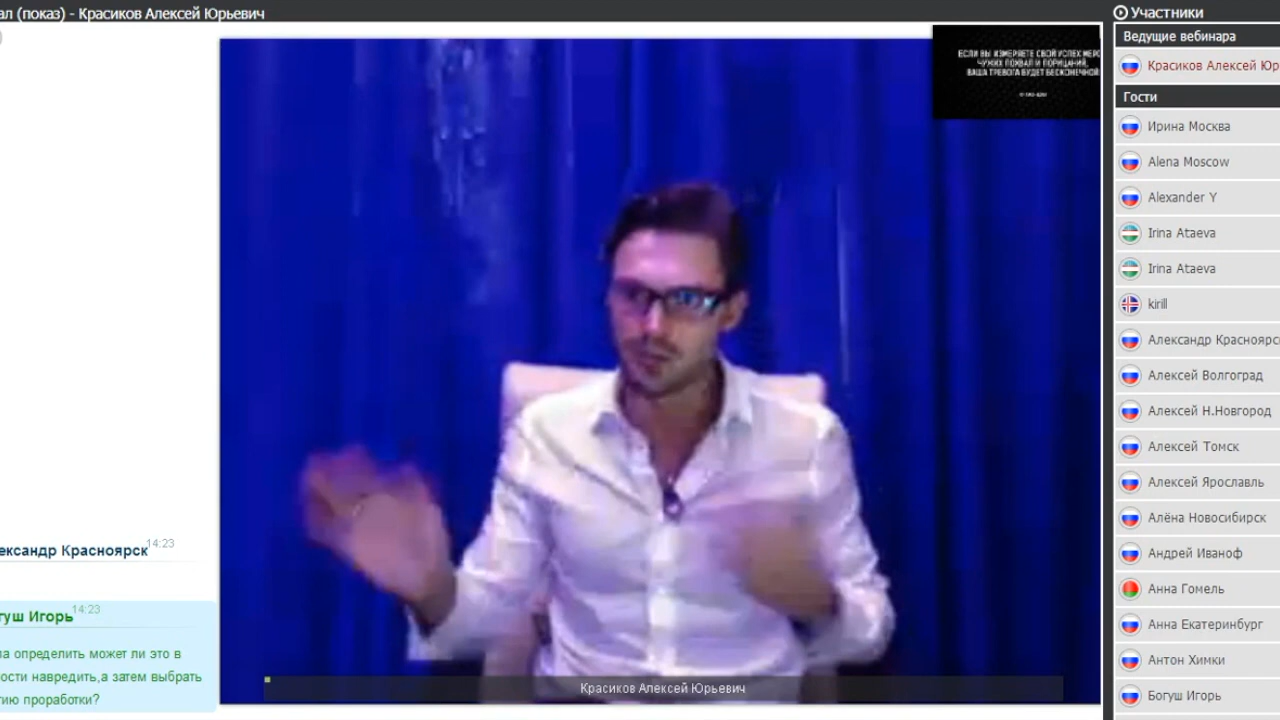 ал (показ) - Красиков Алексей Юрьевич
ЕСЛИ ВЫ ИЗМЕРЯЕТЕ СВОЙ УСПЕХ МЕРО
ЧУЖИХ ПОХВАЛ И ПОРИЦАНИЙ,
ВАША ТРЕВОГА БУДЕТ БЕСКОНЕЧНОЙ
Красиков Алексей Юрьевич
ександр Красноярск 14:23
гуш Игорь 14:23
ла определить может ли это в
ости навредить,а затем выбрать
гию проработки?
Участники
Ведущие вебинара
Красиков Алексей Юр
Гости
Ирина Москва
Alena Moscow
Alexander Y
Irina Ataeva
Irina Ataeva
kirill
Александр Красноярс
Алексей Волгоград
Алексей Н.Новгород
Алексей Томск
Алексей Ярославль
Алёна Новосибирск
Андрей Иваноф
Анна Гомель
Анна Екатеринбург
Антон Химки
Богуш Игорь